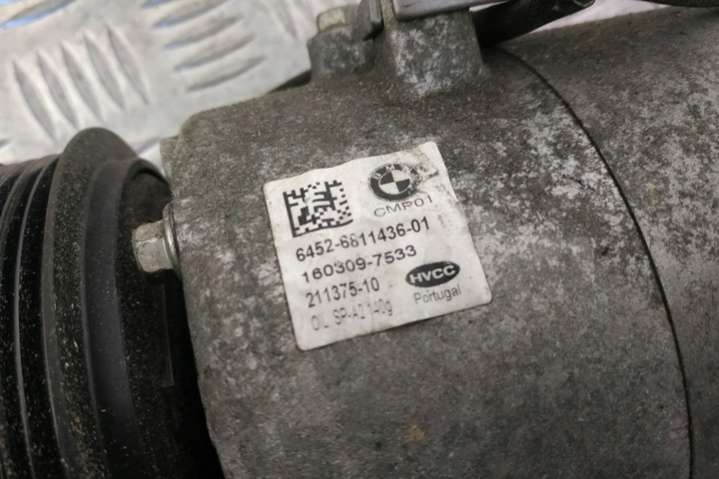 BMW
CMP01
6452-6811436-01
160309-7533
211375-10
HVCC
Portugal
OIL SP-A2 140g